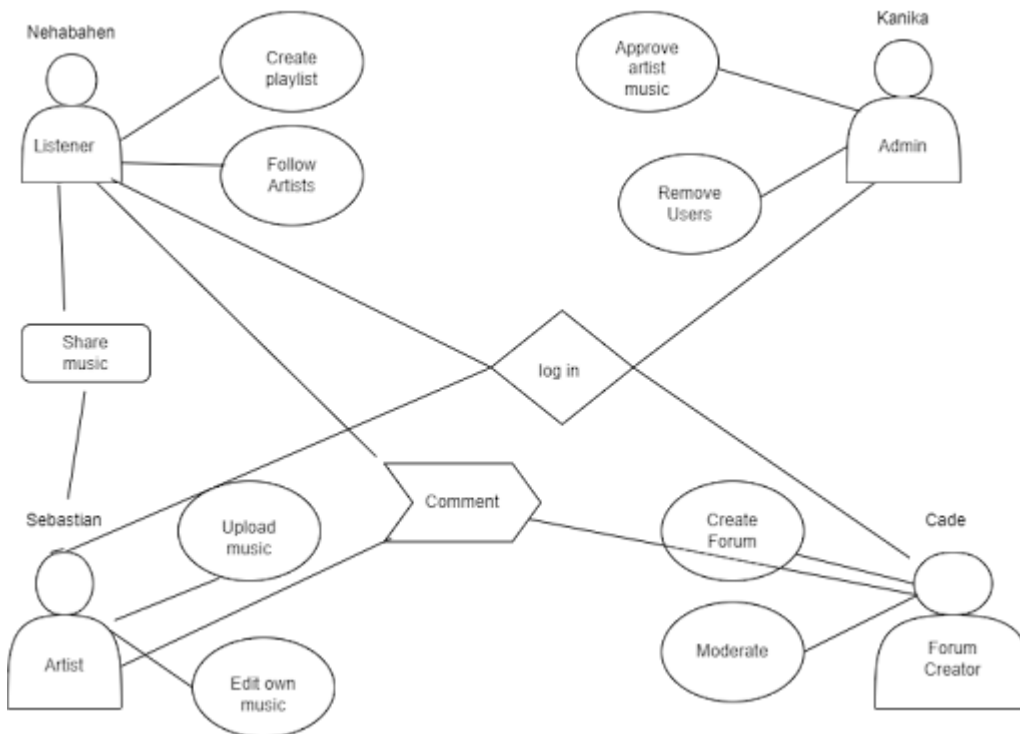 Nehabahen
Kanika
Create
playlist
Approve
artist
music
Listener
Admin
Follow
Artists
Remove
Users
Share
music
log in
Comment
Sebastian
Upload
music
Create
Forum
Cade
Artist
Edit own
music
Moderate
Forum
Creator